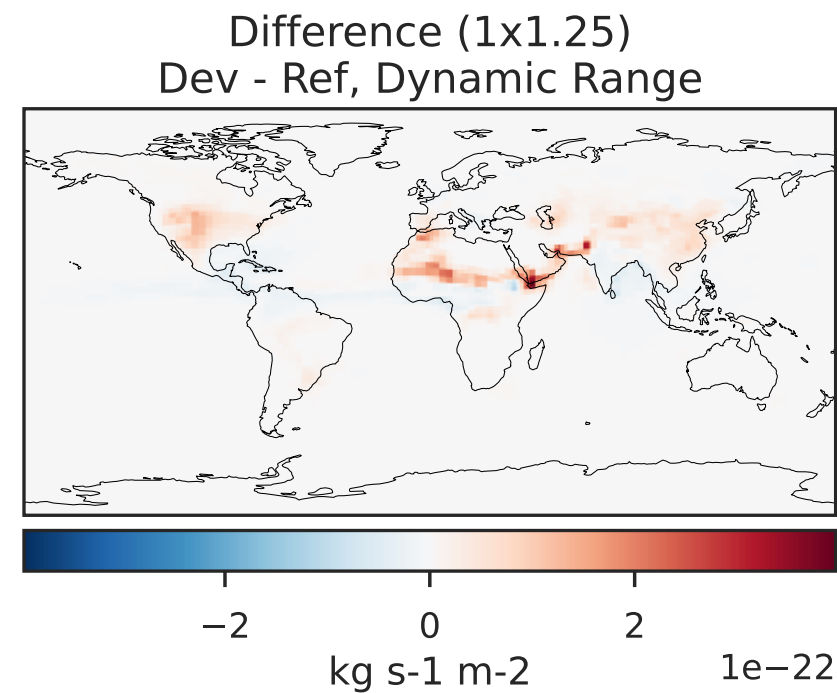 Difference (1x1.25)
Dev - Ref, Dynamic Range
−2 0 2
kg s-1 m-2 1e−22